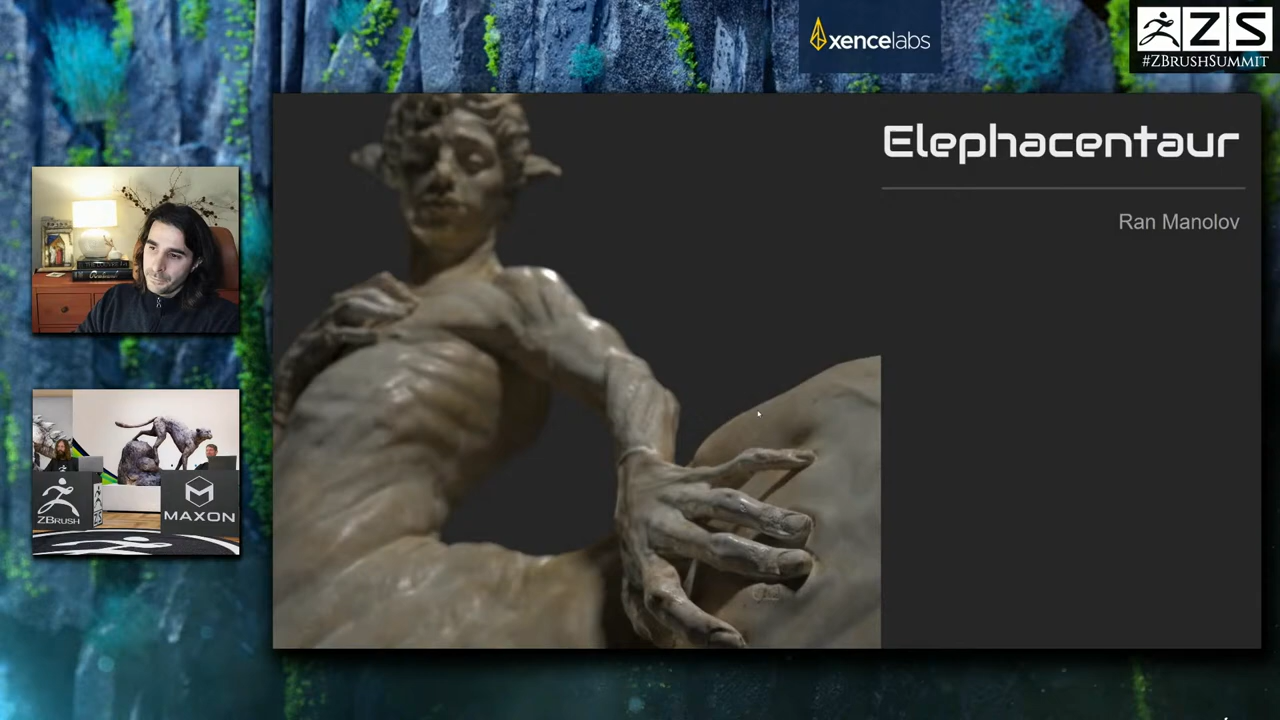 xencelabs
ZS
#ZBrushSummit
Elephacentaur
Ran Manolov
ZBRUSH
MAXON